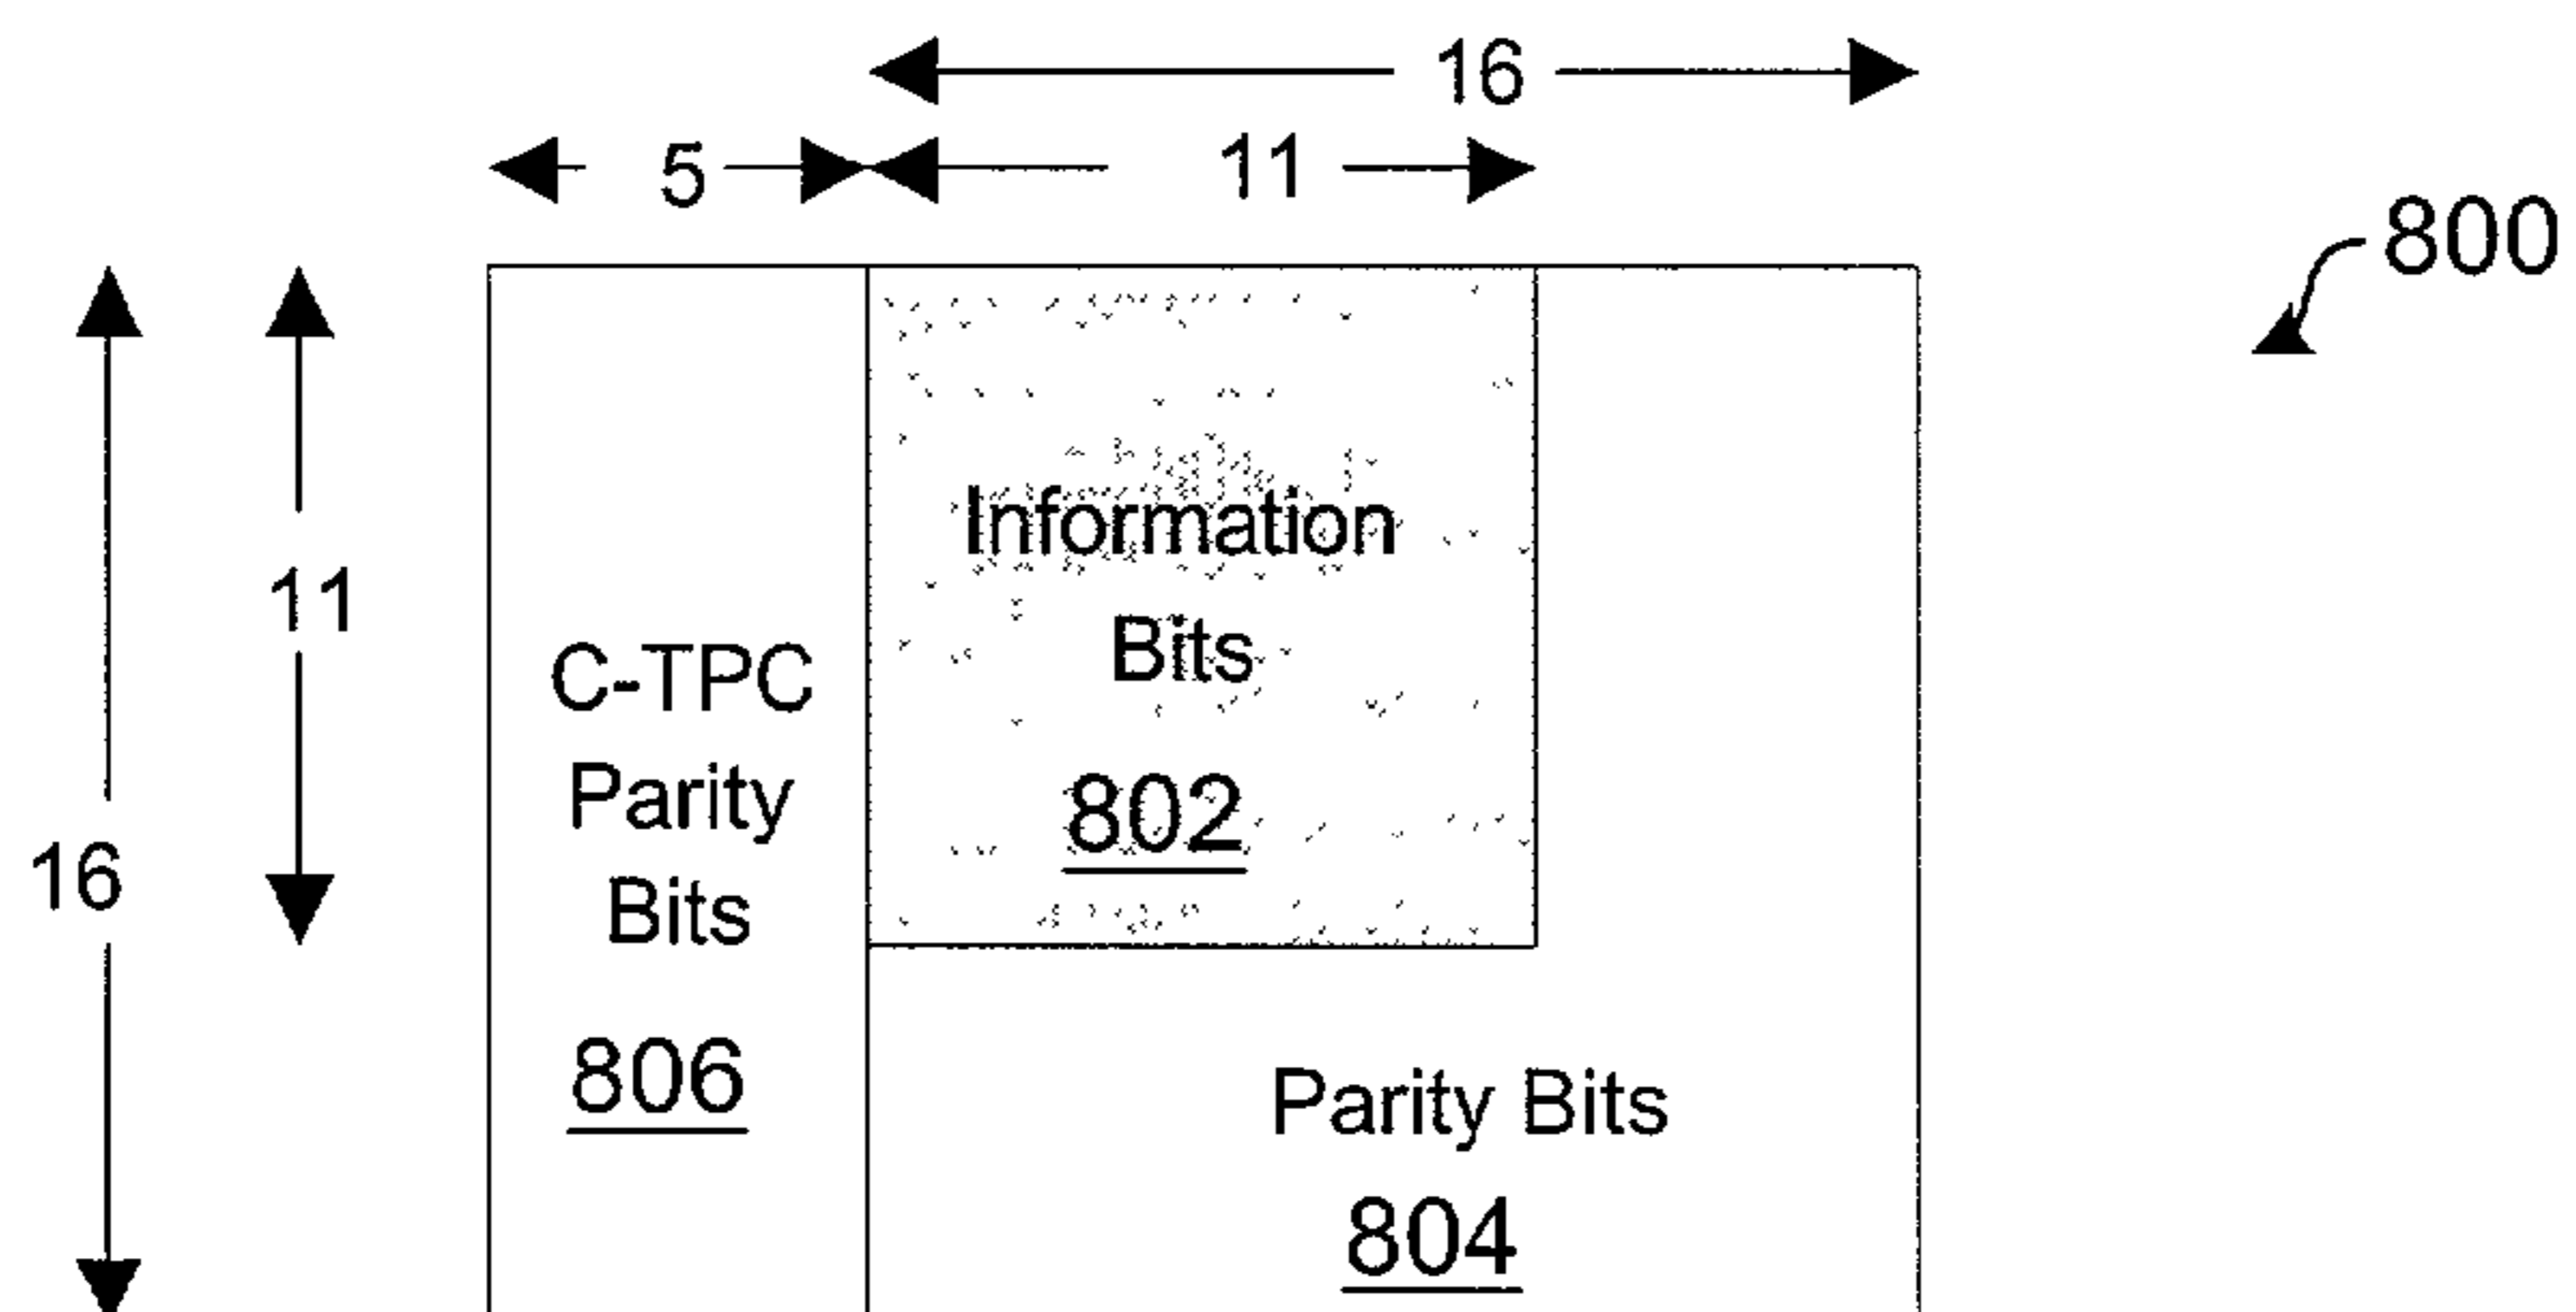 16
5
11
800
11
16
Information
Bits
802
C-TPC
Parity
Bits
806
Parity Bits
804